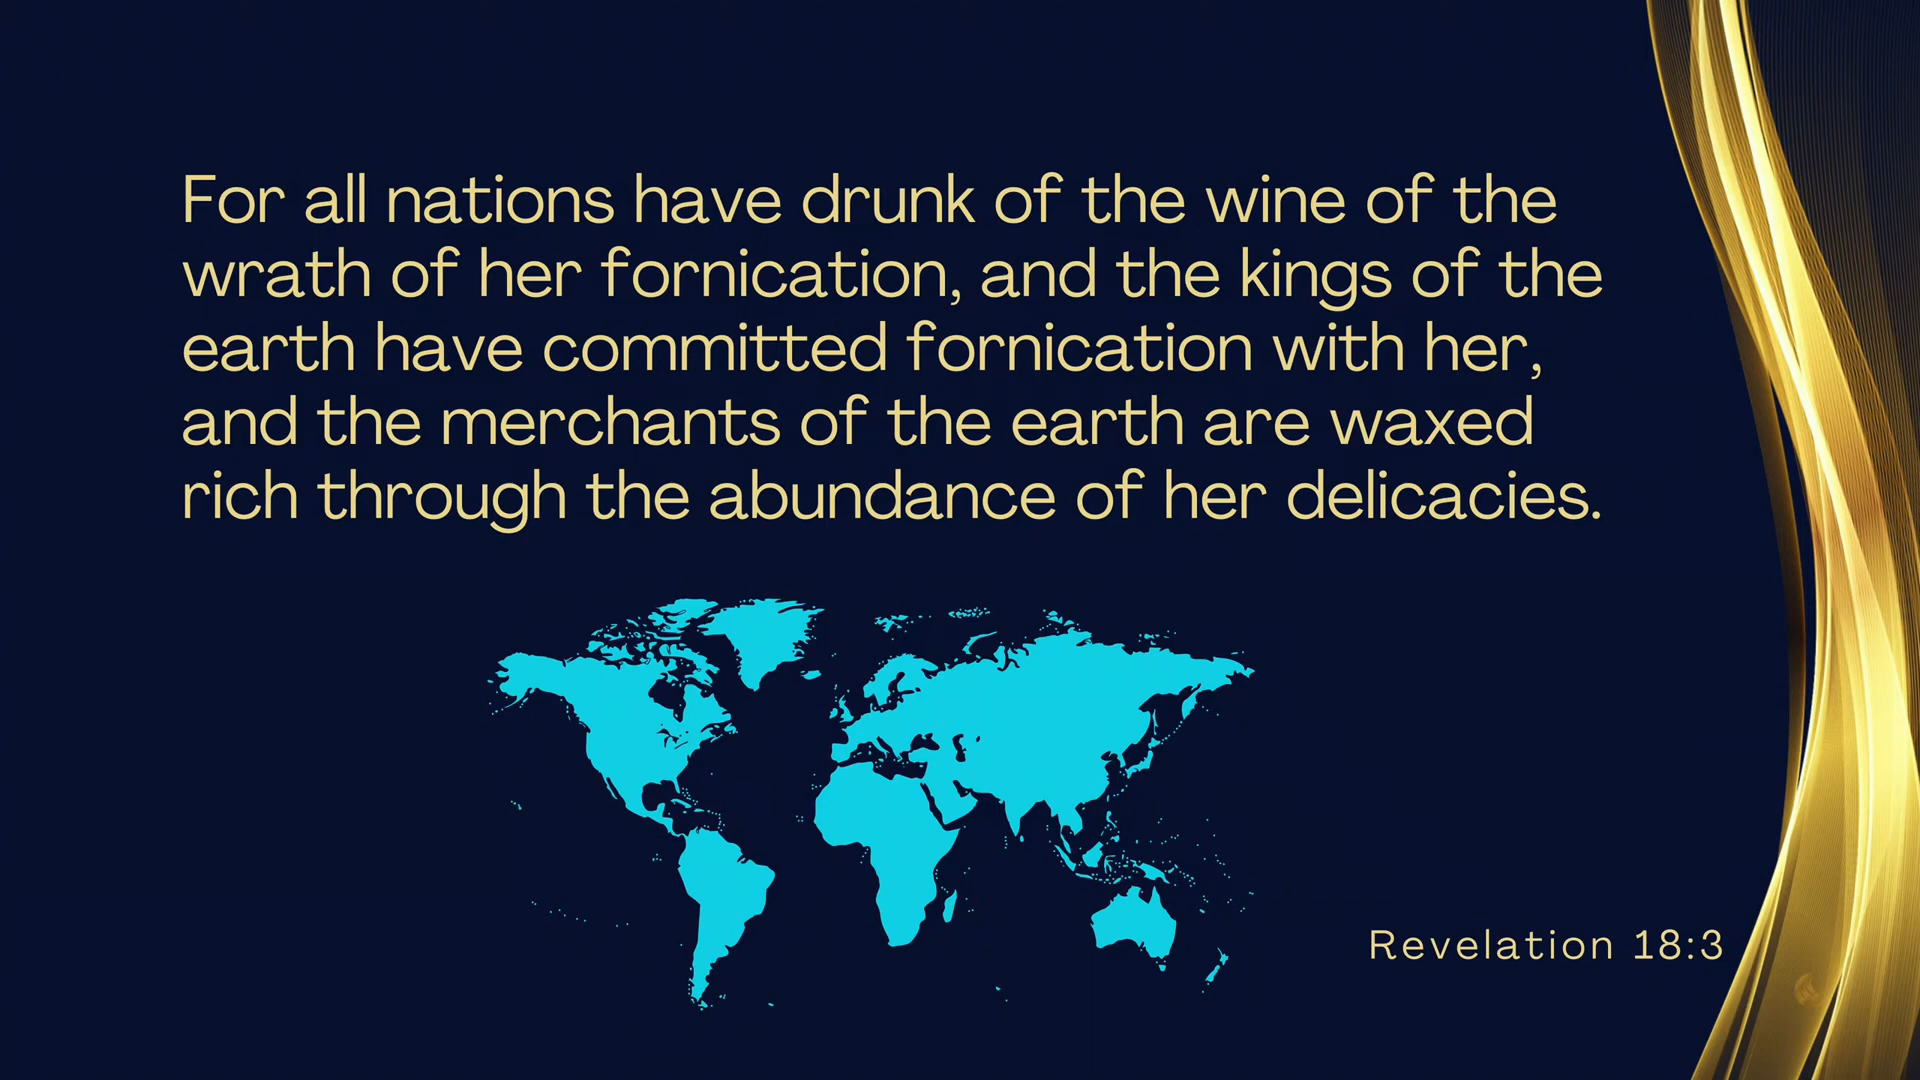 For all nations have drunk of the wine of the
wrath of her fornication, and the kings of the
earth have committed fornication with her,
and the merchants of the earth are waxed
rich through the abundance of her delicacies.
Revelation 18:3